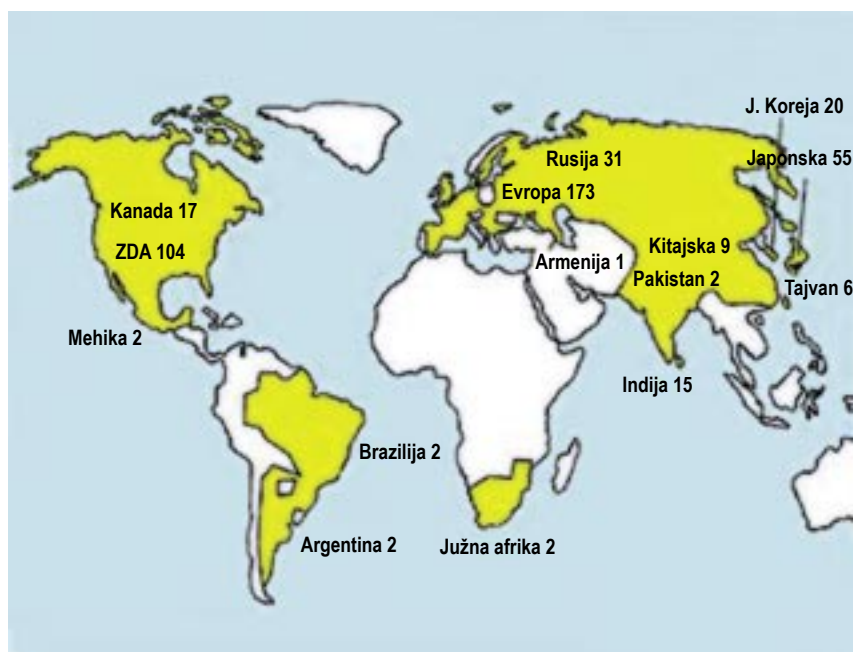 J. Koreja 20
Rusija 31
Japonska 55
Evropa 173
Kanada 17
ZDA 104
Kitajska 9
Armenija 1
Pakistan 2
Tajvan 6
Mehika 2
Indija 15
Brazilija 2
Argentina 2
Južna afrika 2